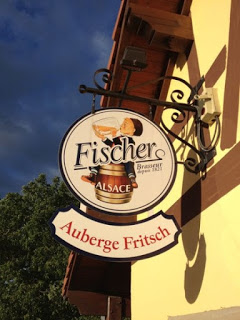 Fischer
Brasseur
depuis 1821
ALSACE
Auberge Fritsch